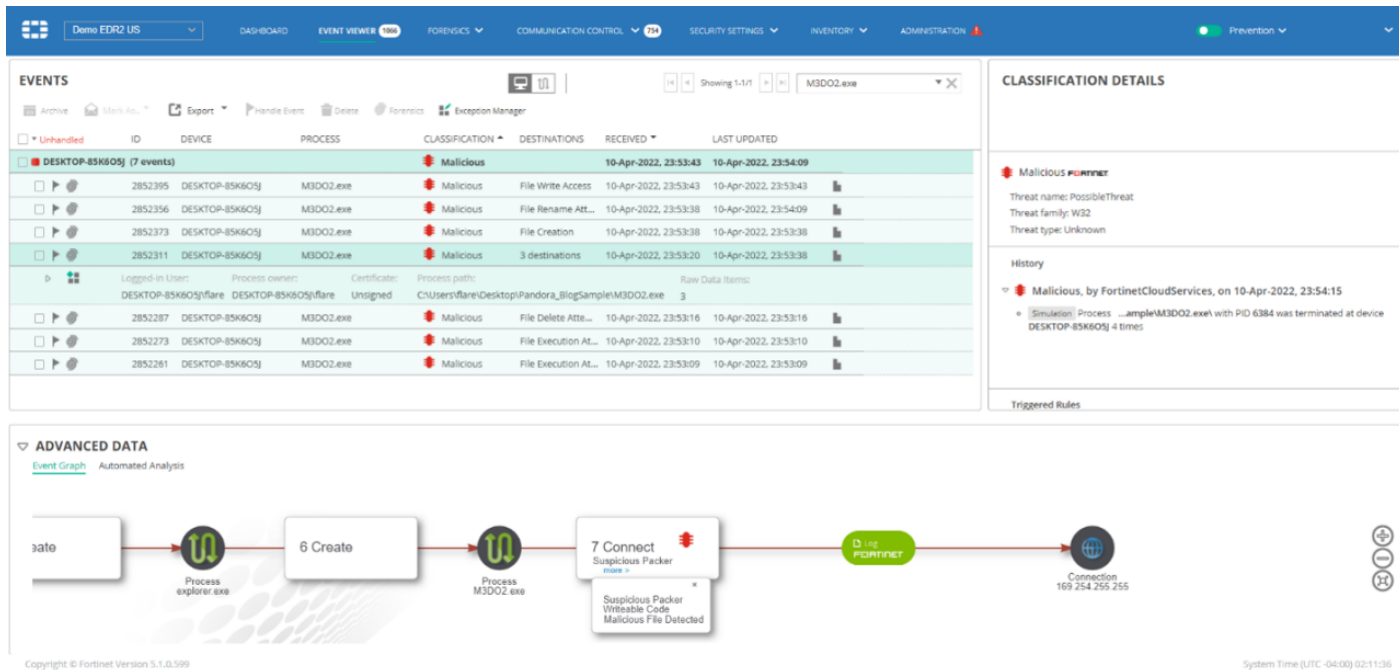 Demo EDR2 US
DASHBOARD
EVENT VIEWER 1066
FORENSICS
COMMUNICATION CONTROL 754
SECURITY SETTINGS
INVENTORY
ADMINISTRATION
Prevention
EVENTS
Showing 1-1/1
M3DO2.exe
Archive Mark As... Export Handle Event Delete Forensics Exception Manager
Unhandled ID DEVICE PROCESS CLASSIFICATION DESTINATIONS RECEIVED LAST UPDATED
DESKTOP-85K6O5J (7 events) Malicious 10-Apr-2022, 23:53:43 10-Apr-2022, 23:54:09
2852395 DESKTOP-85K6O5J M3DO2.exe Malicious File Write Access 10-Apr-2022, 23:53:43 10-Apr-2022, 23:53:43
2852356 DESKTOP-85K6O5J M3DO2.exe Malicious File Rename Att... 10-Apr-2022, 23:53:38 10-Apr-2022, 23:54:09
2852373 DESKTOP-85K6O5J M3DO2.exe Malicious File Creation 10-Apr-2022, 23:53:38 10-Apr-2022, 23:53:38
2852311 DESKTOP-85K6O5J M3DO2.exe Malicious 3 destinations 10-Apr-2022, 23:53:20 10-Apr-2022, 23:53:38
Logged-in User: Process owner: Certificate: Process path: Raw Data Items:
DESKTOP-85K6O5J\flare DESKTOP-85K6O5J\flare Unsigned C:\Users\flare\Desktop\Pandora_BlogSample\M3DO2.exe 3
2852287 DESKTOP-85K6O5J M3DO2.exe Malicious File Delete Atte... 10-Apr-2022, 23:53:16 10-Apr-2022, 23:53:16
2852273 DESKTOP-85K6O5J M3DO2.exe Malicious File Execution At... 10-Apr-2022, 23:53:10 10-Apr-2022, 23:53:10
2852261 DESKTOP-85K6O5J M3DO2.exe Malicious File Execution At... 10-Apr-2022, 23:53:09 10-Apr-2022, 23:53:09
CLASSIFICATION DETAILS
Malicious FORTINET
Threat name: PossibleThreat
Threat family: W32
Threat type: Unknown
History
Malicious, by FortinetCloudServices, on 10-Apr-2022, 23:54:15
Simulation Process ...ample\M3DO2.exe\ with PID 6384 was terminated at device
DESKTOP-85K6O5J 4 times
Triggered Rules
ADVANCED DATA
Event Graph Automated Analysis
eate
Process
explorer.exe
6 Create
Process
M3DO2.exe
7 Connect
Suspicious Packer
more >
×
Suspicious Packer
Writeable Code
Malicious File Detected
Log
FORTINET
Connection
169.254.255.255
Copyright © Fortinet Version 5.1.0.599
System Time (UTC -04:00) 02:11:36